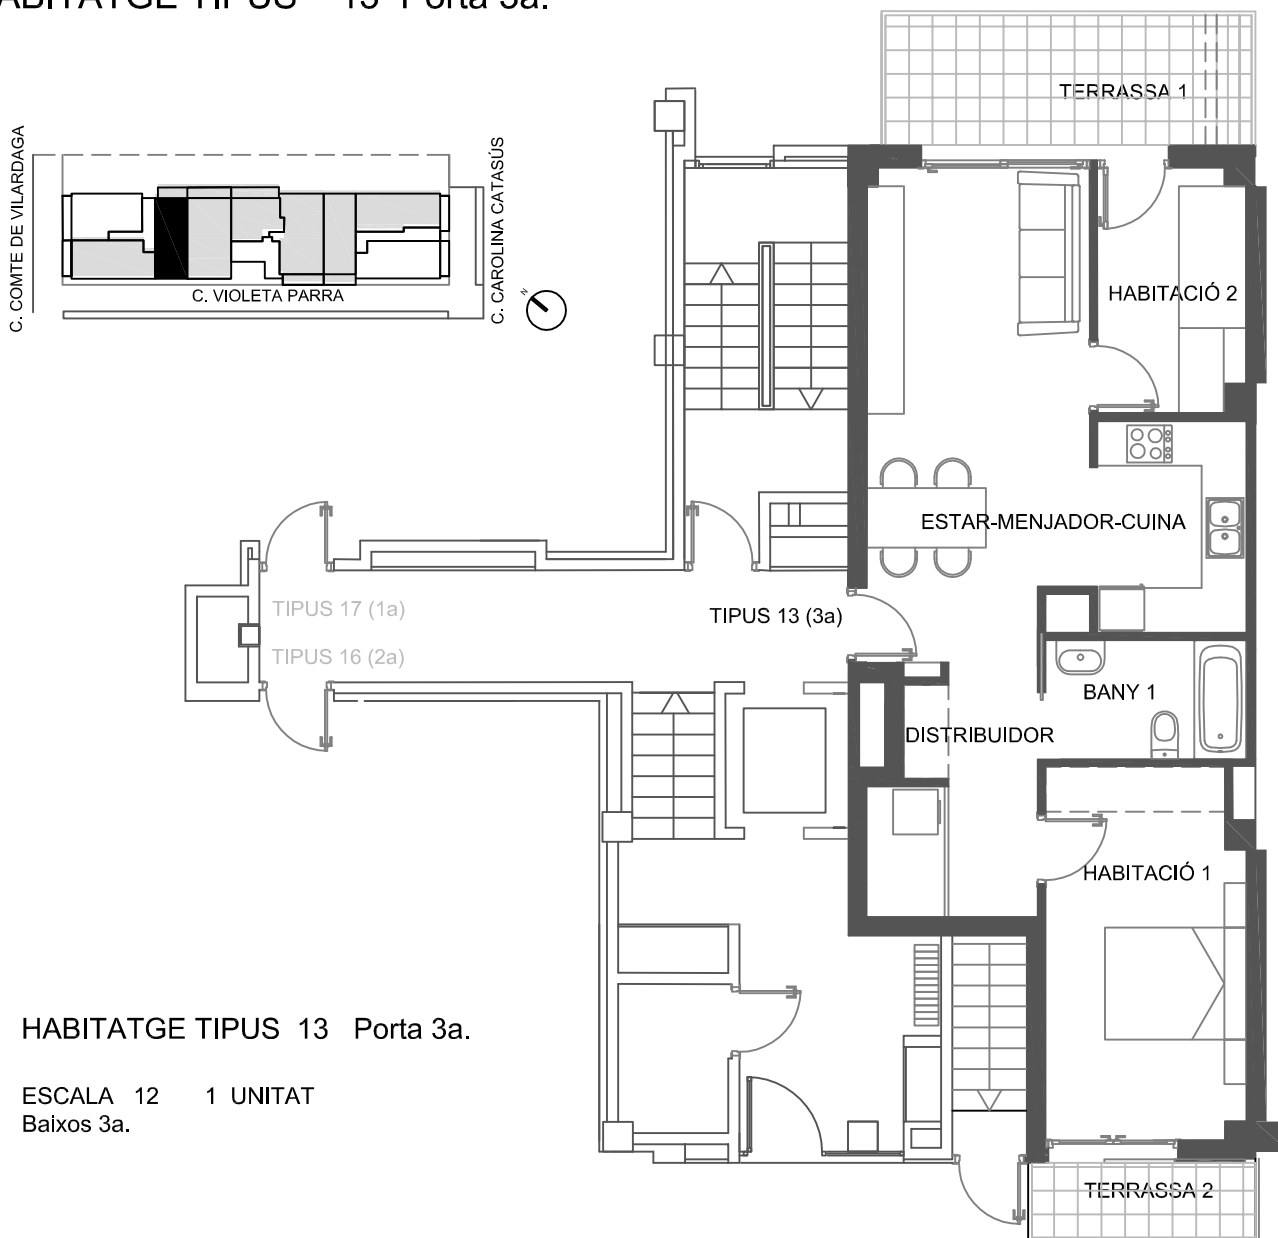 ABITATGE TIPUS 13 Porta 3a.
TERRASSA 1
C. COMTE DE VILARDAGA
C. CAROLINA CATASÚS
C. VIOLETA PARRA
N
HABITACIÓ 2
ESTAR-MENJADOR-CUINA
TIPUS 17 (1a)
TIPUS 13 (3a)
TIPUS 16 (2a)
BANY 1
DISTRIBUIDOR
HABITACIÓ 1
HABITATGE TIPUS 13 Porta 3a.
ESCALA 12 1 UNITAT
Baixos 3a.
TERRASSA 2